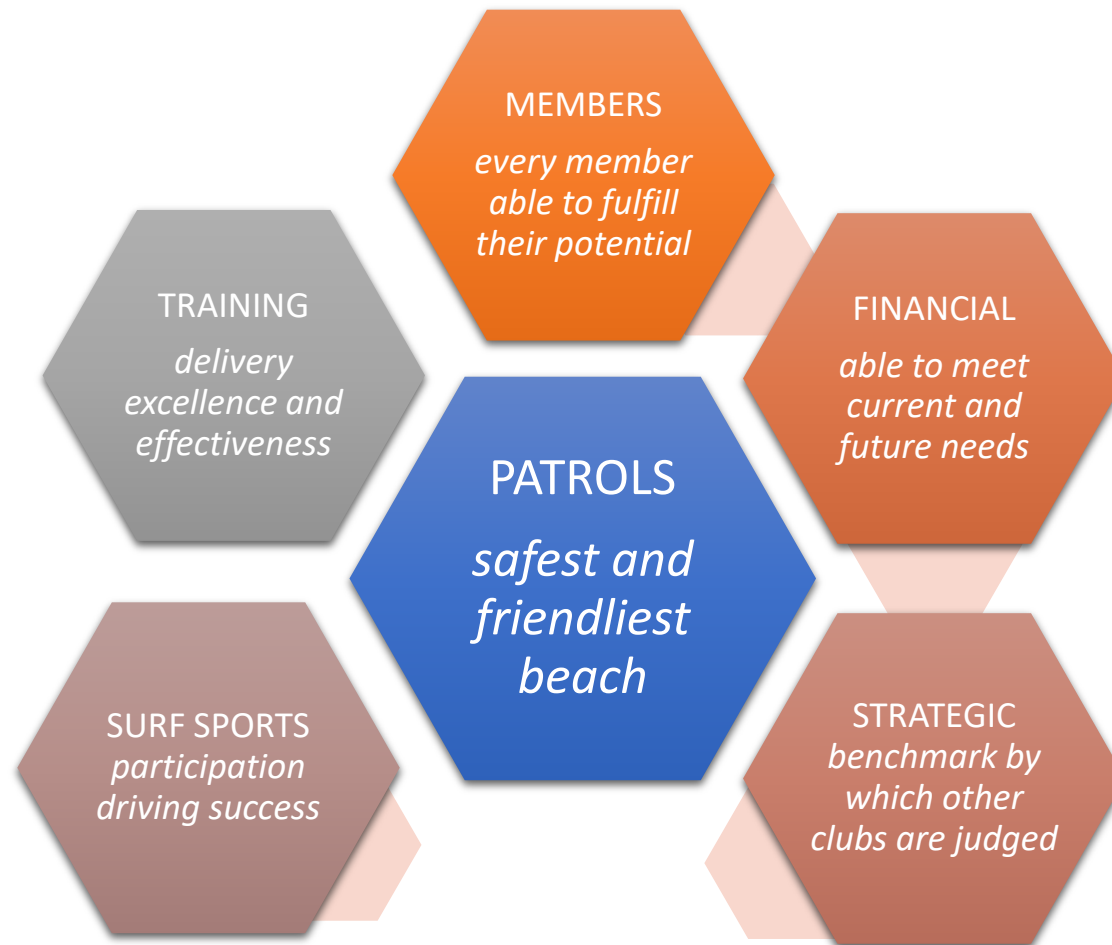 MEMBERS
every member
able to fulfill
their potential
TRAINING
delivery
excellence and
effectiveness
FINANCIAL
able to meet
current and
future needs
PATROLS
safest and
friendliest
beach
SURF SPORTS
participation
driving success
STRATEGIC
benchmark by
which other
clubs are judged